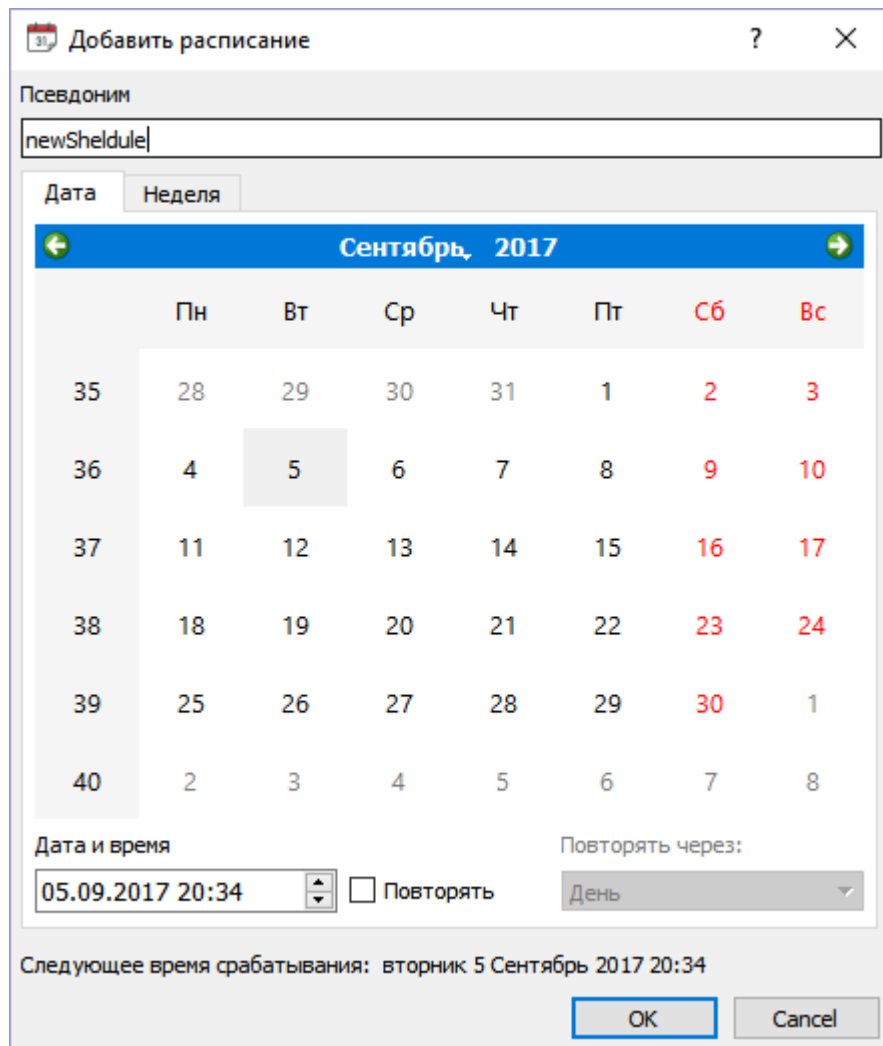 Добавить расписание ?
Псевдоним
newSheldule
Дата Неделя
Сентябрь, 2017
Пн Вт Ср Чт Пт Сб Вс
35 28 29 30 31 1 2 3
36 4 5 6 7 8 9 10
37 11 12 13 14 15 16 17
38 18 19 20 21 22 23 24
39 25 26 27 28 29 30 1
40 2 3 4 5 6 7 8
Дата и время Повторять через:
05.09.2017 20:34 Повторять День
Следующее время срабатывания: вторник 5 Сентябрь 2017 20:34
OK Cancel